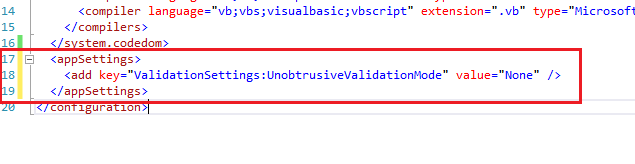 14 <compiler language="vb;vbs;visualbasic;vbscript" extension=".vb" type="Microsoft
15 </compilers>
16 </system.codedom>
17 <appSettings>
18 <add key="ValidationSettings:UnobtrusiveValidationMode" value="None" />
19 </appSettings>
20 </configuration>